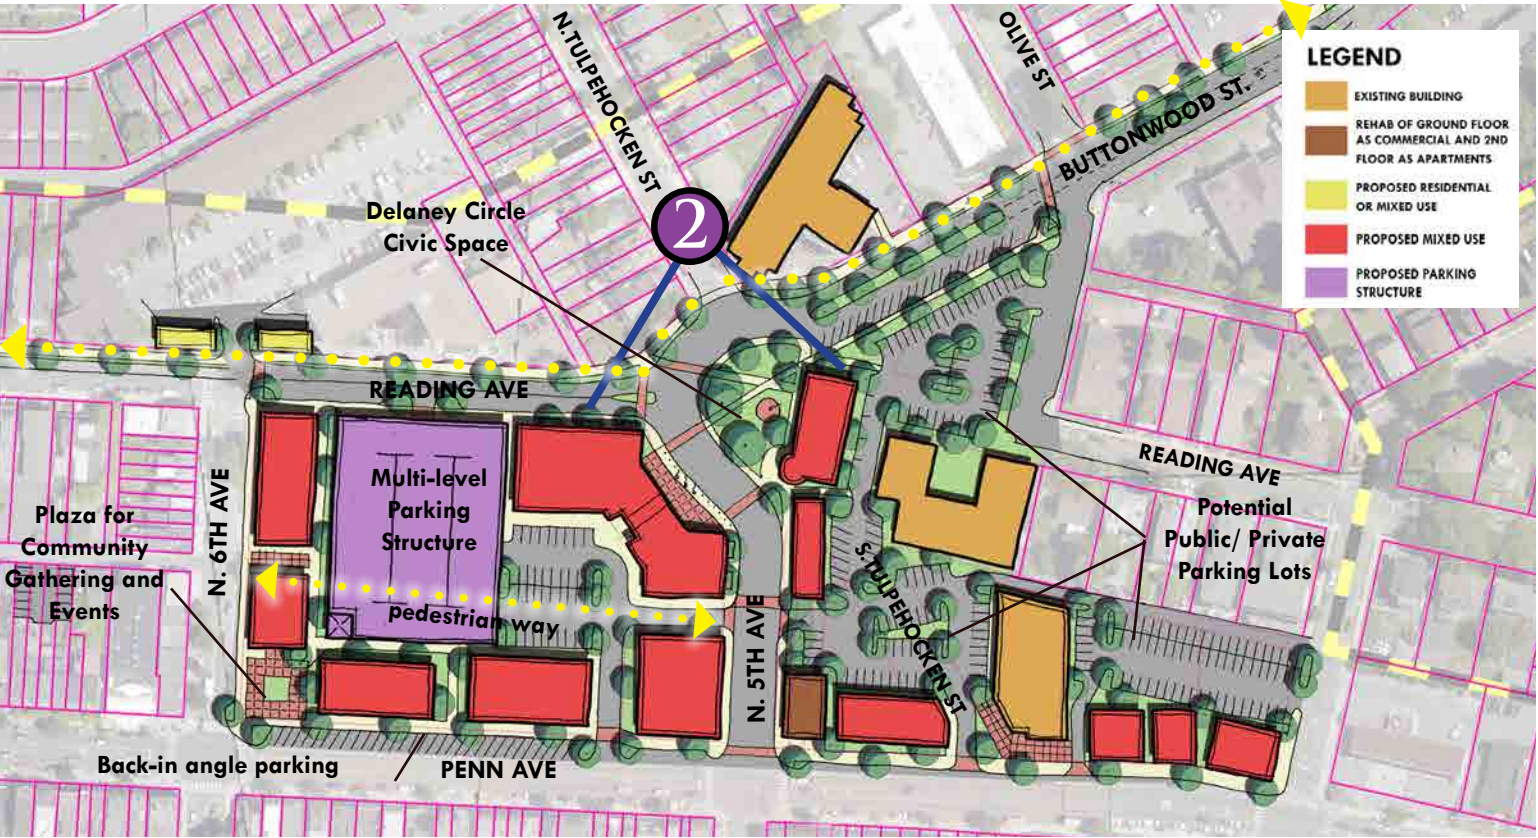 N.TULPEHOCKEN ST
OLIVE ST
BUTTONWOOD ST.
LEGEND
EXISTING BUILDING
REHAB OF GROUND FLOOR
AS COMMERCIAL AND 2ND
FLOOR AS APARTMENTS
PROPOSED RESIDENTIAL
OR MIXED USE
PROPOSED MIXED USE
PROPOSED PARKING
STRUCTURE
Delaney Circle
Civic Space
2
READING AVE
READING AVE
N. 6TH AVE
Multi-level
Parking
Structure
Plaza for
Community
Gathering and
Events
pedestrian way
Potential
Public/ Private
Parking Lots
S.TULPEHOCKEN ST
N. 5TH AVE
Back-in angle parking
PENN AVE